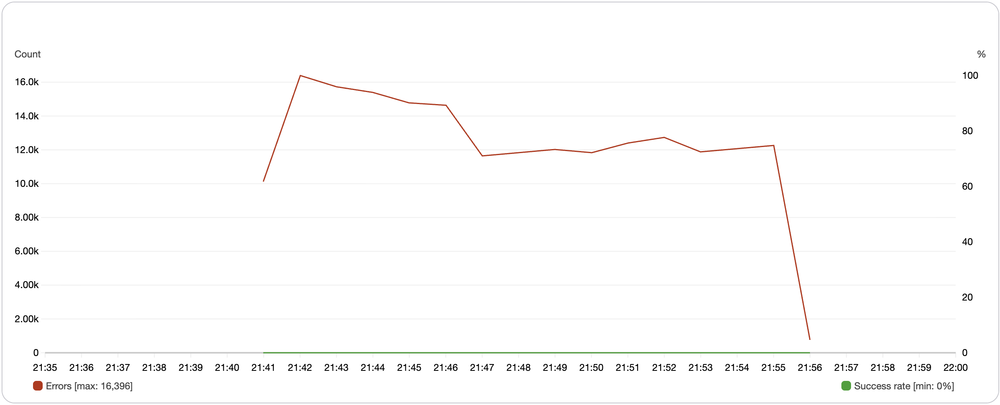 Count %
16.0k 100
14.0k
80
12.0k
10.0k 60
8.00k
40
6.00k
4.00k
20
2.00k
0 0
21:35 21:36 21:37 21:38 21:39 21:40 21:41 21:42 21:43 21:44 21:45 21:46 21:47 21:48 21:49 21:50 21:51 21:52 21:53 21:54 21:55 21:56 21:57 21:58 21:59 22:00
Errors [max: 16,396] Success rate [min: 0%]